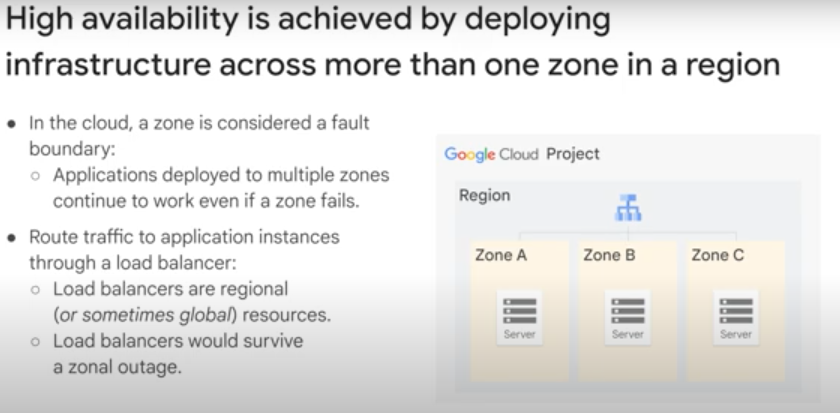 High availability is achieved by deploying
infrastructure across more than one zone in a region
• In the cloud, a zone is considered a fault
boundary:
○ Applications deployed to multiple zones
continue to work even if a zone fails.
• Route traffic to application instances
through a load balancer:
○ Load balancers are regional
(or sometimes global) resources.
○ Load balancers would survive
a zonal outage.
Google Cloud Project
Region
Zone A
Zone B
Zone C
Server
Server
Server